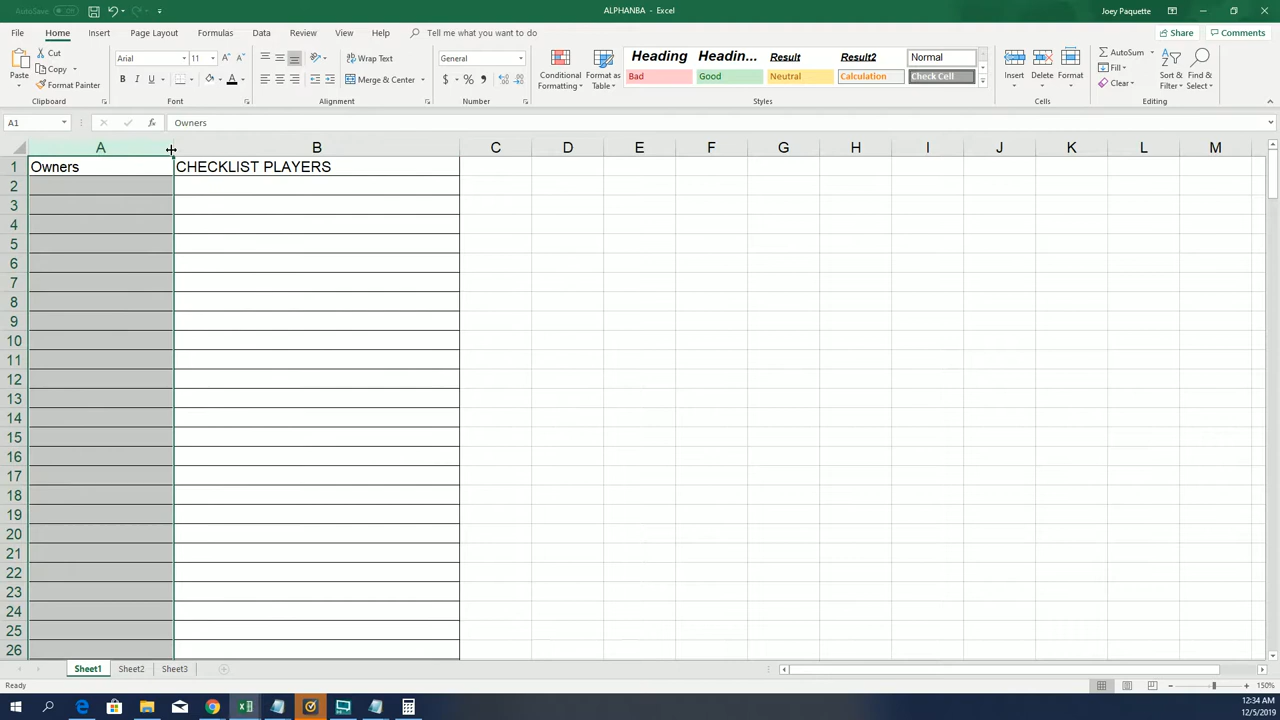 AutoSave Off
ALPHANBA - Excel
Joey Paquette
File Home Insert Page Layout Formulas Data Review View Help Tell me what you want to do
Share Comments
Paste
Cut
Copy
Format Painter
Clipboard
Arial 11
B I U A
Font
Wrap Text
Merge & Center
Alignment
General
$ % ,
Number
Conditional Formatting
Format as Table
Heading Headin... Result Result2 Normal
Bad Good Neutral Calculation Check Cell
Styles
Insert Delete Format
Cells
AutoSum
Fill
Clear
Sort & Filter
Find & Select
Editing
A1 fx Owners
A B C D E F G H I J K L M
1 Owners CHECKLIST PLAYERS
2
3
4
5
6
7
8
9
10
11
12
13
14
15
16
17
18
19
20
21
22
23
24
25
26
Sheet1 Sheet2 Sheet3
Ready
150%
12:34 AM
12/5/2019